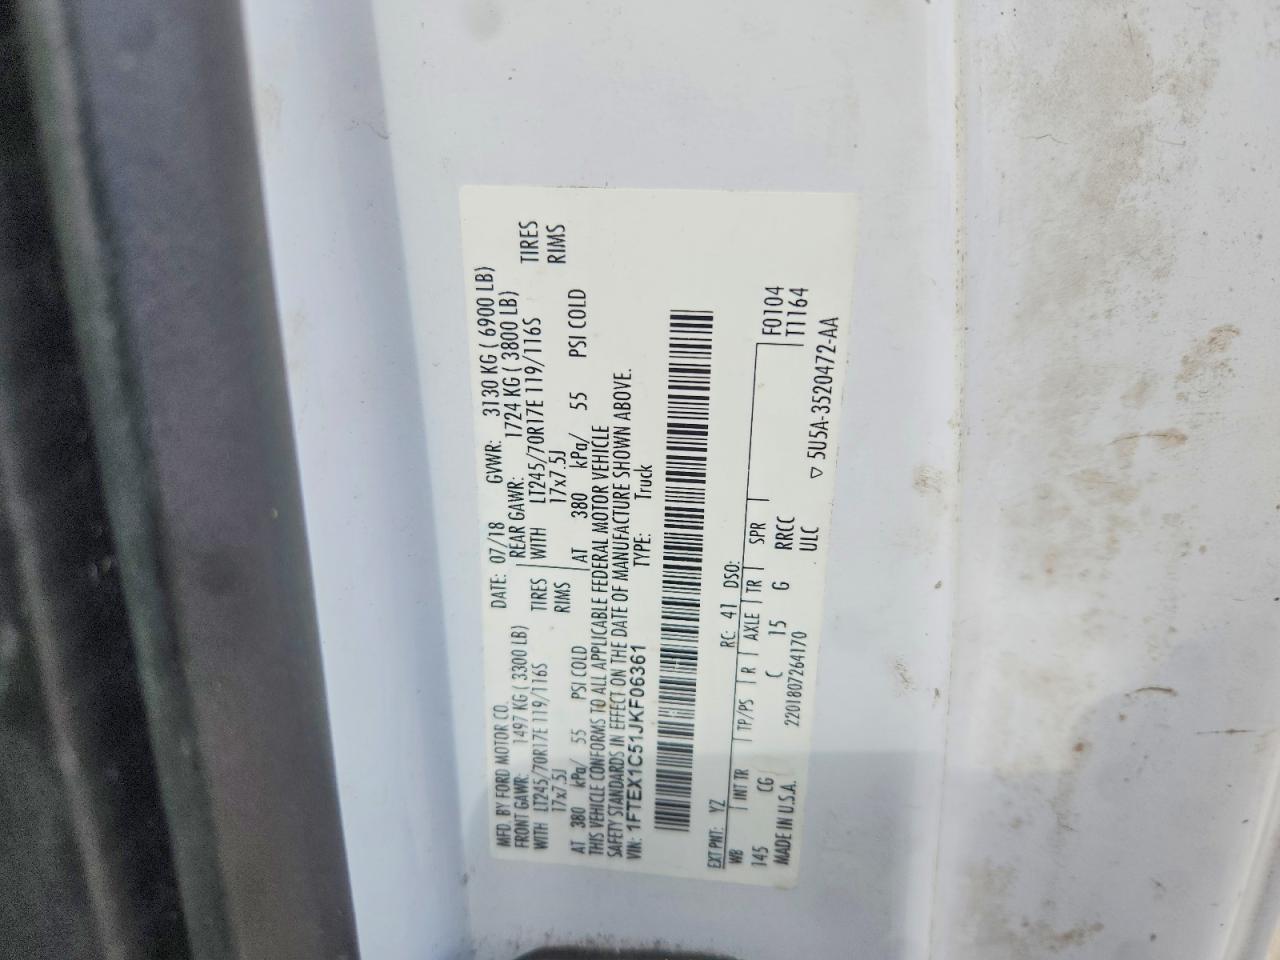 MFD. BY FORD MOTOR CO. DATE: 07/18 GVWR: 3130 KG ( 6900 LB)
FRONT GAWR: 1497 KG ( 3300 LB) REAR GAWR: 1724 KG ( 3800 LB)
WITH LT245/70R17E 119/116S TIRES WITH LT245/70R17E 119/116S TIRES
17x7.5J RIMS 17x7.5J RIMS
AT 380 kPa/ 55 PSI COLD AT 380 kPa/ 55 PSI COLD
THIS VEHICLE CONFORMS TO ALL APPLICABLE FEDERAL MOTOR VEHICLE
SAFETY STANDARDS IN EFFECT ON THE DATE OF MANUFACTURE SHOWN ABOVE.
VIN: 1FTEX1C51JKF06361 TYPE: Truck
EXT PNT: YZ RC: 41 DSO:
WB INT TR TP/PS R AXLE TR SPR F0104
145 CG C 15 G RRCC T1164
MADE IN U.S.A. 2201807264170 ULC ▽ 5U5A-3520472-AA